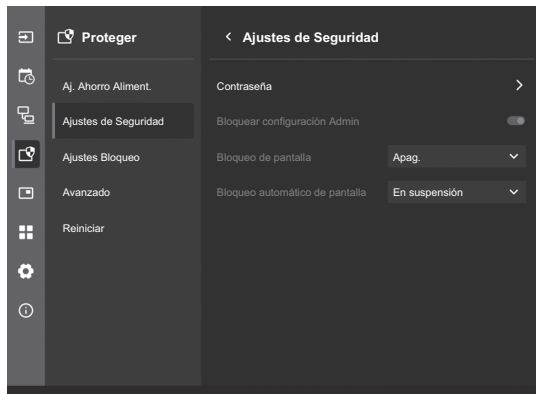 Proteger
Ajustes de Seguridad
Aj. Ahorro Aliment.
Ajustes de Seguridad
Ajustes Bloqueo
Avanzado
Reiniciar
Contraseña
Bloquear configuración Admin
Bloqueo de pantalla Apag.
Bloqueo automático de pantalla En suspensión